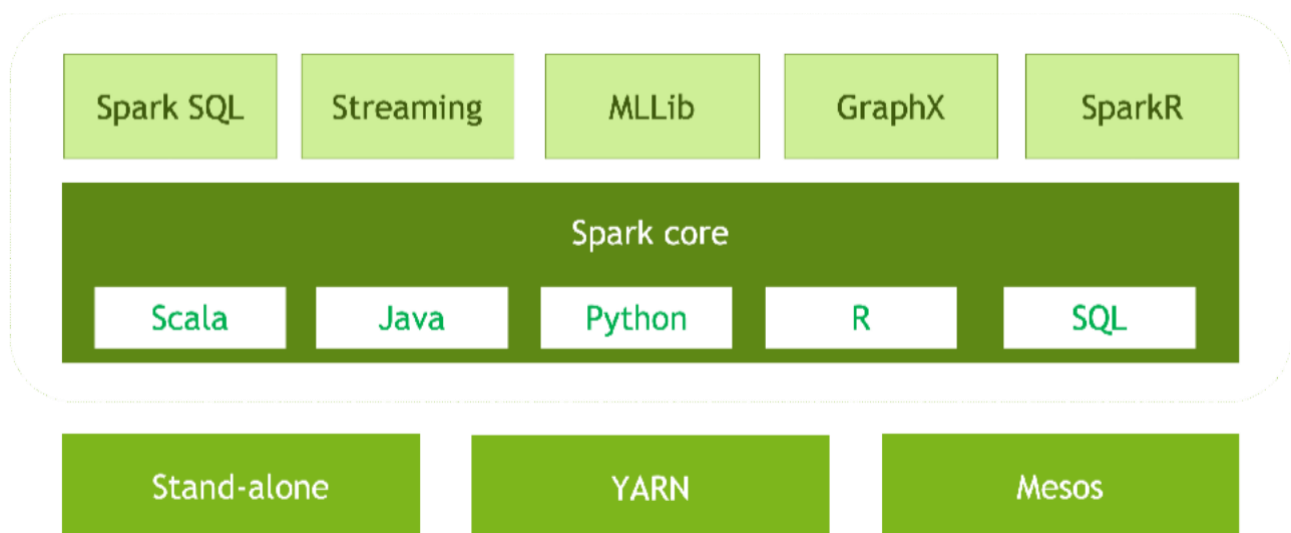 Spark SQL
Streaming
MLLib
GraphX
SparkR
Spark core
Scala
Java
Python
R
SQL
Stand-alone
YARN
Mesos